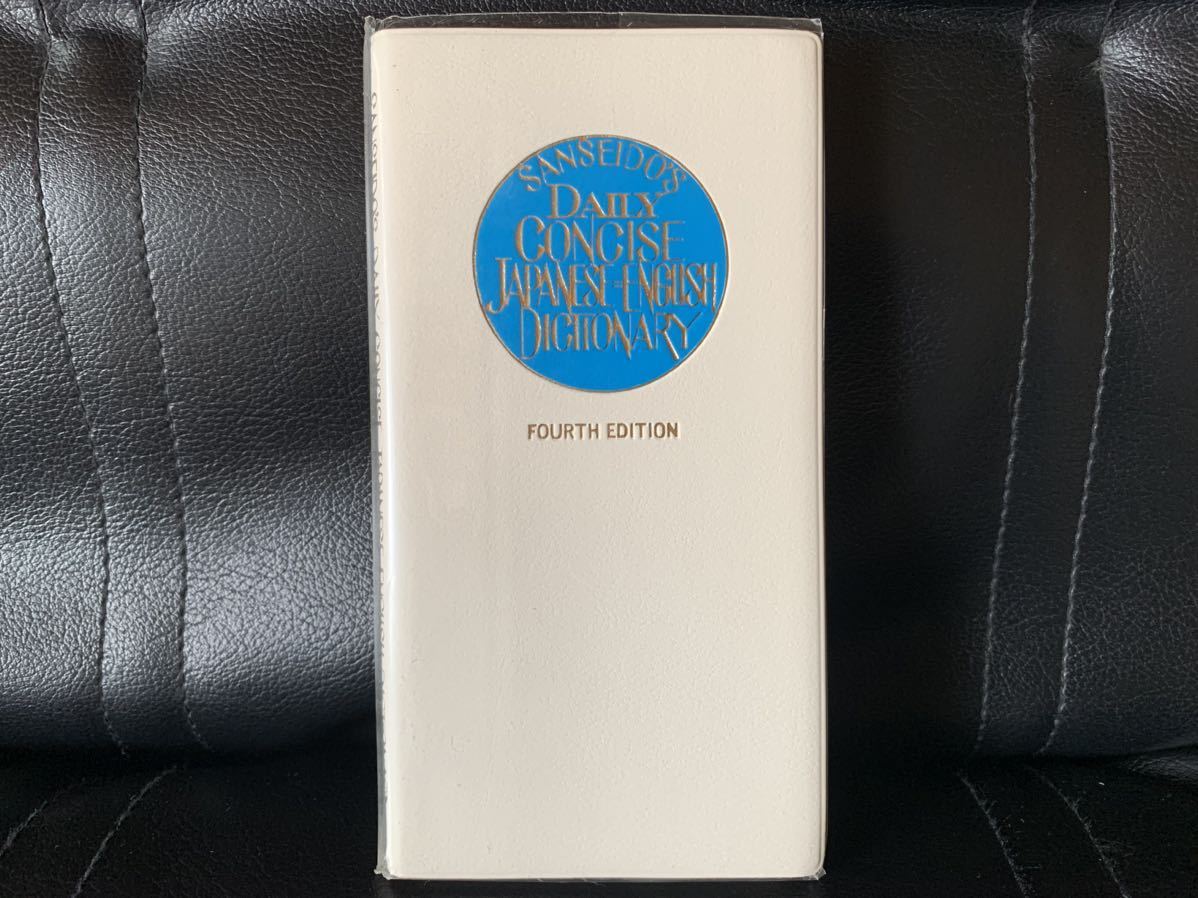 SANSEIDO'S
DAILY
CONCISE
JAPANESE=ENGLISH
DICTIONARY
FOURTH EDITION